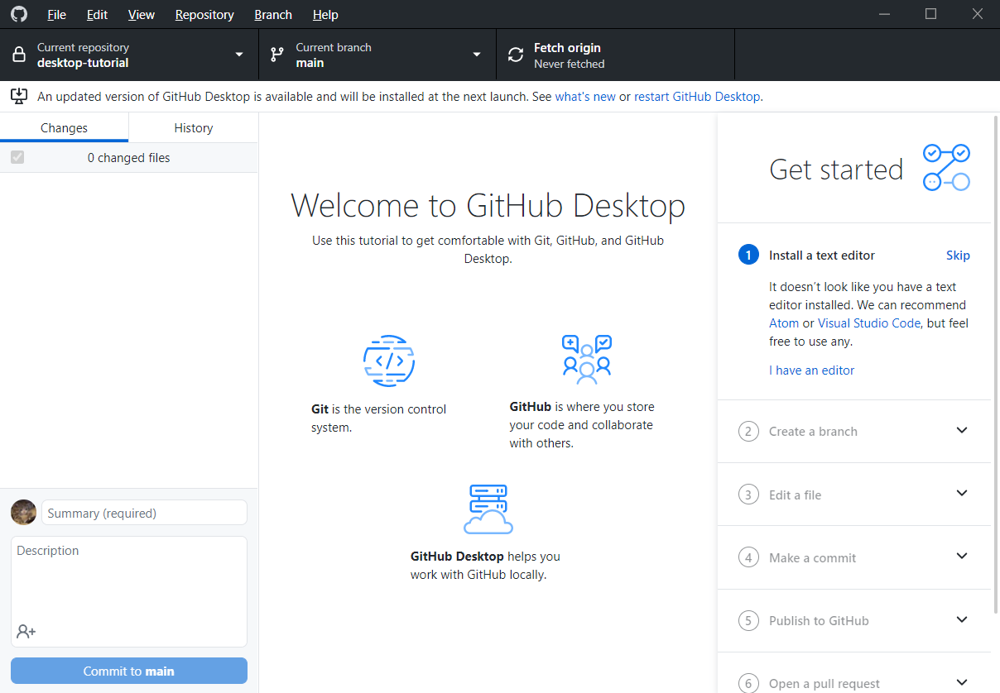 File Edit View Repository Branch Help
Current repository
desktop-tutorial
Current branch
main
Fetch origin
Never fetched
An updated version of GitHub Desktop is available and will be installed at the next launch. See what's new or restart GitHub Desktop.
Changes
History
0 changed files
Summary (required)
Description
Commit to main
Welcome to GitHub Desktop
Use this tutorial to get comfortable with Git, GitHub, and GitHub
Desktop.
Git is the version control
system.
GitHub is where you store
your code and collaborate
with others.
GitHub Desktop helps you
work with GitHub locally.
Get started
1 Install a text editor Skip
It doesn’t look like you have a text
editor installed. We can recommend
Atom or Visual Studio Code, but feel
free to use any.
I have an editor
2 Create a branch
3 Edit a file
4 Make a commit
5 Publish to GitHub
6 Open a pull request